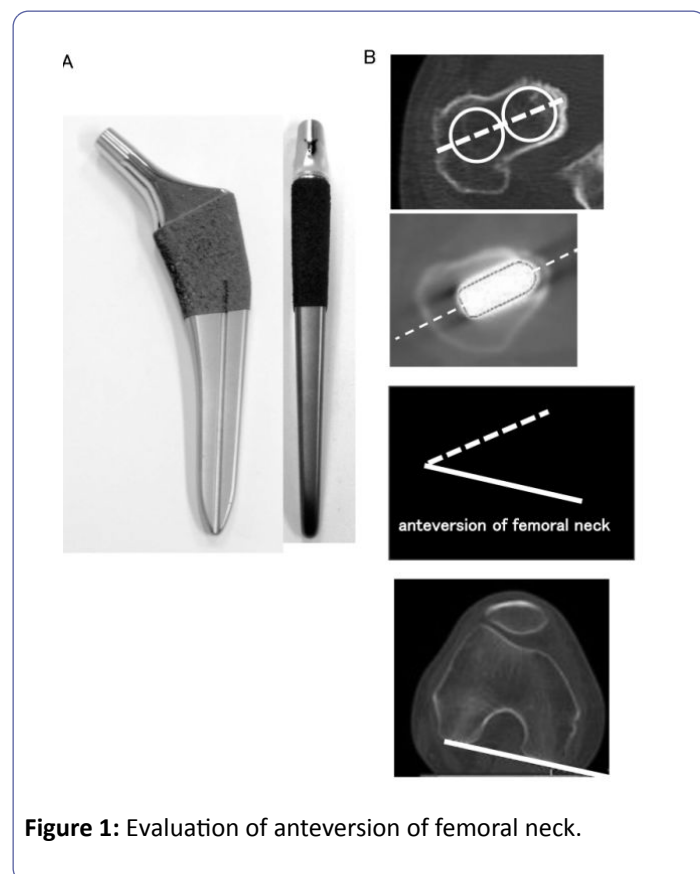 A
B
anteversion of femoral neck
Figure 1: Evaluation of anteversion of femoral neck.